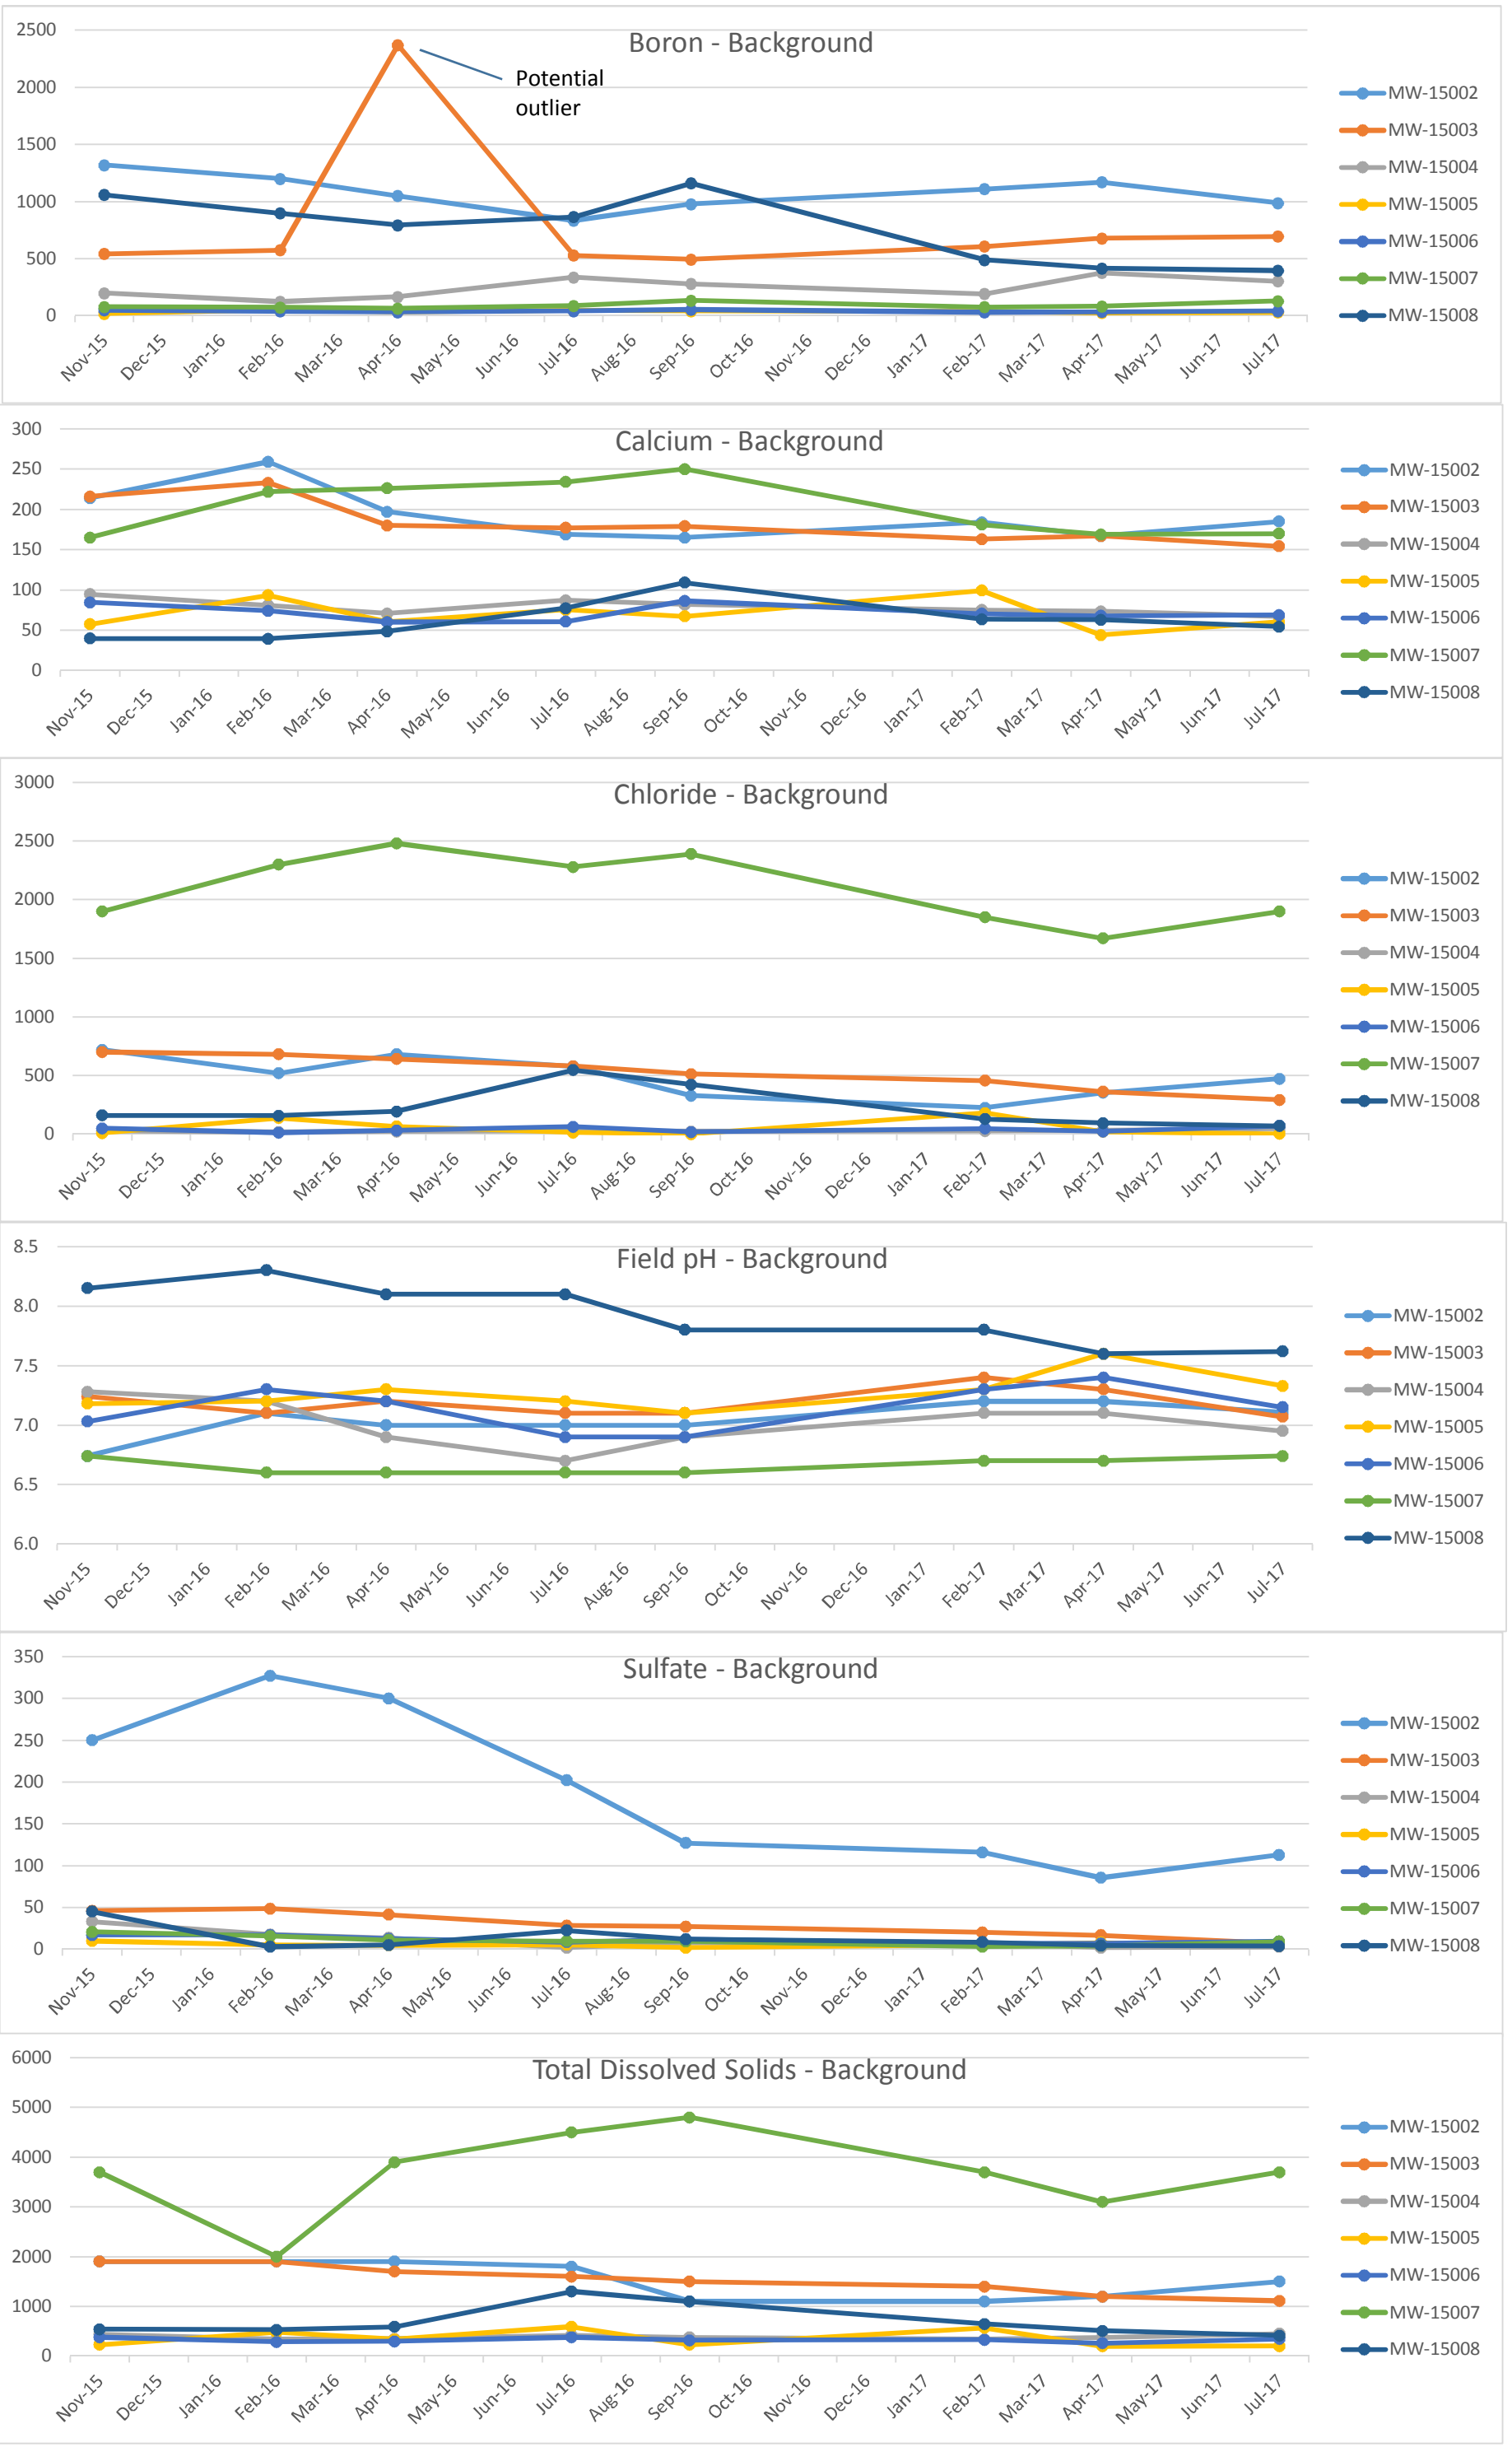 Boron - Background
2500
2000
1500
1000
500
0
Potential
outlier
Nov-15
Dec-15
Jan-16
Feb-16
Mar-16
Apr-16
May-16
Jun-16
Jul-16
Aug-16
Sep-16
Oct-16
Nov-16
Dec-16
Jan-17
Feb-17
Mar-17
Apr-17
May-17
Jun-17
Jul-17
MW-15002
MW-15003
MW-15004
MW-15005
MW-15006
MW-15007
MW-15008
Calcium - Background
300
250
200
150
100
50
0
Nov-15
Dec-15
Jan-16
Feb-16
Mar-16
Apr-16
May-16
Jun-16
Jul-16
Aug-16
Sep-16
Oct-16
Nov-16
Dec-16
Jan-17
Feb-17
Mar-17
Apr-17
May-17
Jun-17
Jul-17
MW-15002
MW-15003
MW-15004
MW-15005
MW-15006
MW-15007
MW-15008
Chloride - Background
3000
2500
2000
1500
1000
500
0
Nov-15
Dec-15
Jan-16
Feb-16
Mar-16
Apr-16
May-16
Jun-16
Jul-16
Aug-16
Sep-16
Oct-16
Nov-16
Dec-16
Jan-17
Feb-17
Mar-17
Apr-17
May-17
Jun-17
Jul-17
MW-15002
MW-15003
MW-15004
MW-15005
MW-15006
MW-15007
MW-15008
Field pH - Background
8.5
8.0
7.5
7.0
6.5
6.0
Nov-15
Dec-15
Jan-16
Feb-16
Mar-16
Apr-16
May-16
Jun-16
Jul-16
Aug-16
Sep-16
Oct-16
Nov-16
Dec-16
Jan-17
Feb-17
Mar-17
Apr-17
May-17
Jun-17
Jul-17
MW-15002
MW-15003
MW-15004
MW-15005
MW-15006
MW-15007
MW-15008
Sulfate - Background
350
300
250
200
150
100
50
0
Nov-15
Dec-15
Jan-16
Feb-16
Mar-16
Apr-16
May-16
Jun-16
Jul-16
Aug-16
Sep-16
Oct-16
Nov-16
Dec-16
Jan-17
Feb-17
Mar-17
Apr-17
May-17
Jun-17
Jul-17
MW-15002
MW-15003
MW-15004
MW-15005
MW-15006
MW-15007
MW-15008
Total Dissolved Solids - Background
6000
5000
4000
3000
2000
1000
0
Nov-15
Dec-15
Jan-16
Feb-16
Mar-16
Apr-16
May-16
Jun-16
Jul-16
Aug-16
Sep-16
Oct-16
Nov-16
Dec-16
Jan-17
Feb-17
Mar-17
Apr-17
May-17
Jun-17
Jul-17
MW-15002
MW-15003
MW-15004
MW-15005
MW-15006
MW-15007
MW-15008